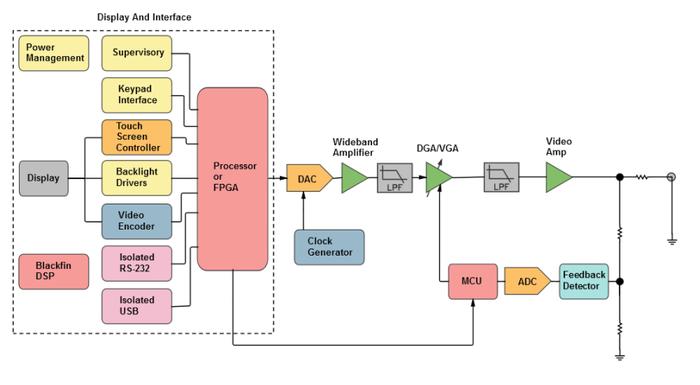 Display And Interface
Power
Management
Supervisory
Keypad
Interface
Touch
Screen
Controller
Display
Backlight
Drivers
Video
Encoder
Blackfin
DSP
Isolated
RS-232
Isolated
USB
Processor
or
FPGA
DAC
Clock
Generator
Wideband
Amplifier
LPF
DGA/VGA
LPF
Video
Amp
MCU
ADC
Feedback
Detector